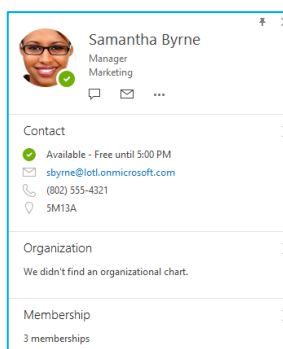 Samantha Byrne
Manager
Marketing
Contact
Available - Free until 5:00 PM
sbyrne@lotl.onmicrosoft.com
(802) 555-4321
5M13A
Organization
We didn't find an organizational chart.
Membership
3 memberships